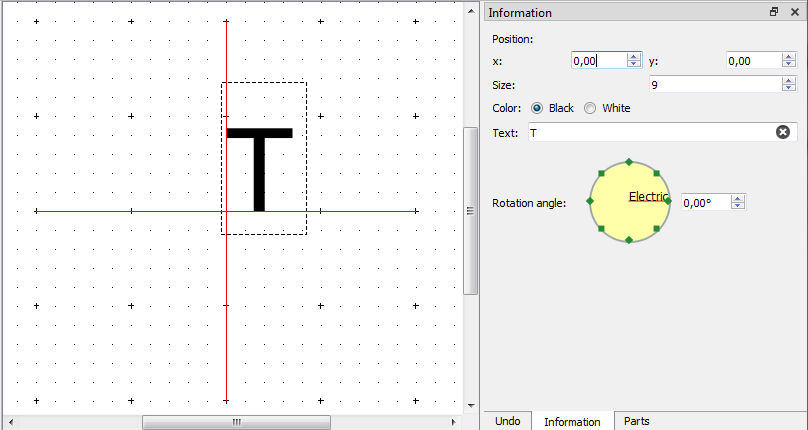 Information
Position:
x: 0,00 y: 0,00
Size: 9
Color: Black White
Text: T
T
Electric
Rotation angle: 0,00°
Undo Information Parts